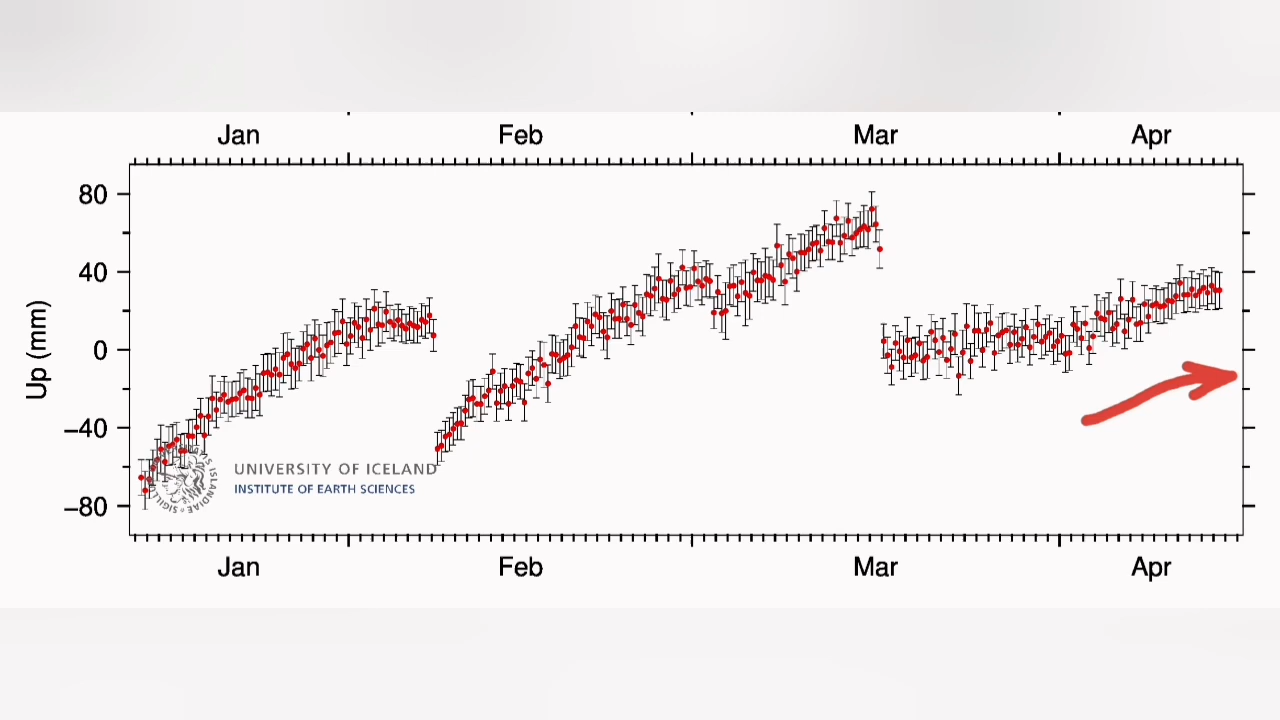 Jan Feb Mar Apr
80
40
0
−40
−80
Up (mm)
UNIVERSITY OF ICELAND
INSTITUTE OF EARTH SCIENCES
Jan Feb Mar Apr